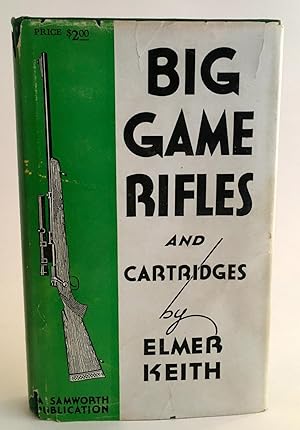 PRICE $2.00
BIG
GAME
RIFLES
AND
CARTRIDGES
by
ELMER
KEITH
A SAMWORTH
PUBLICATION